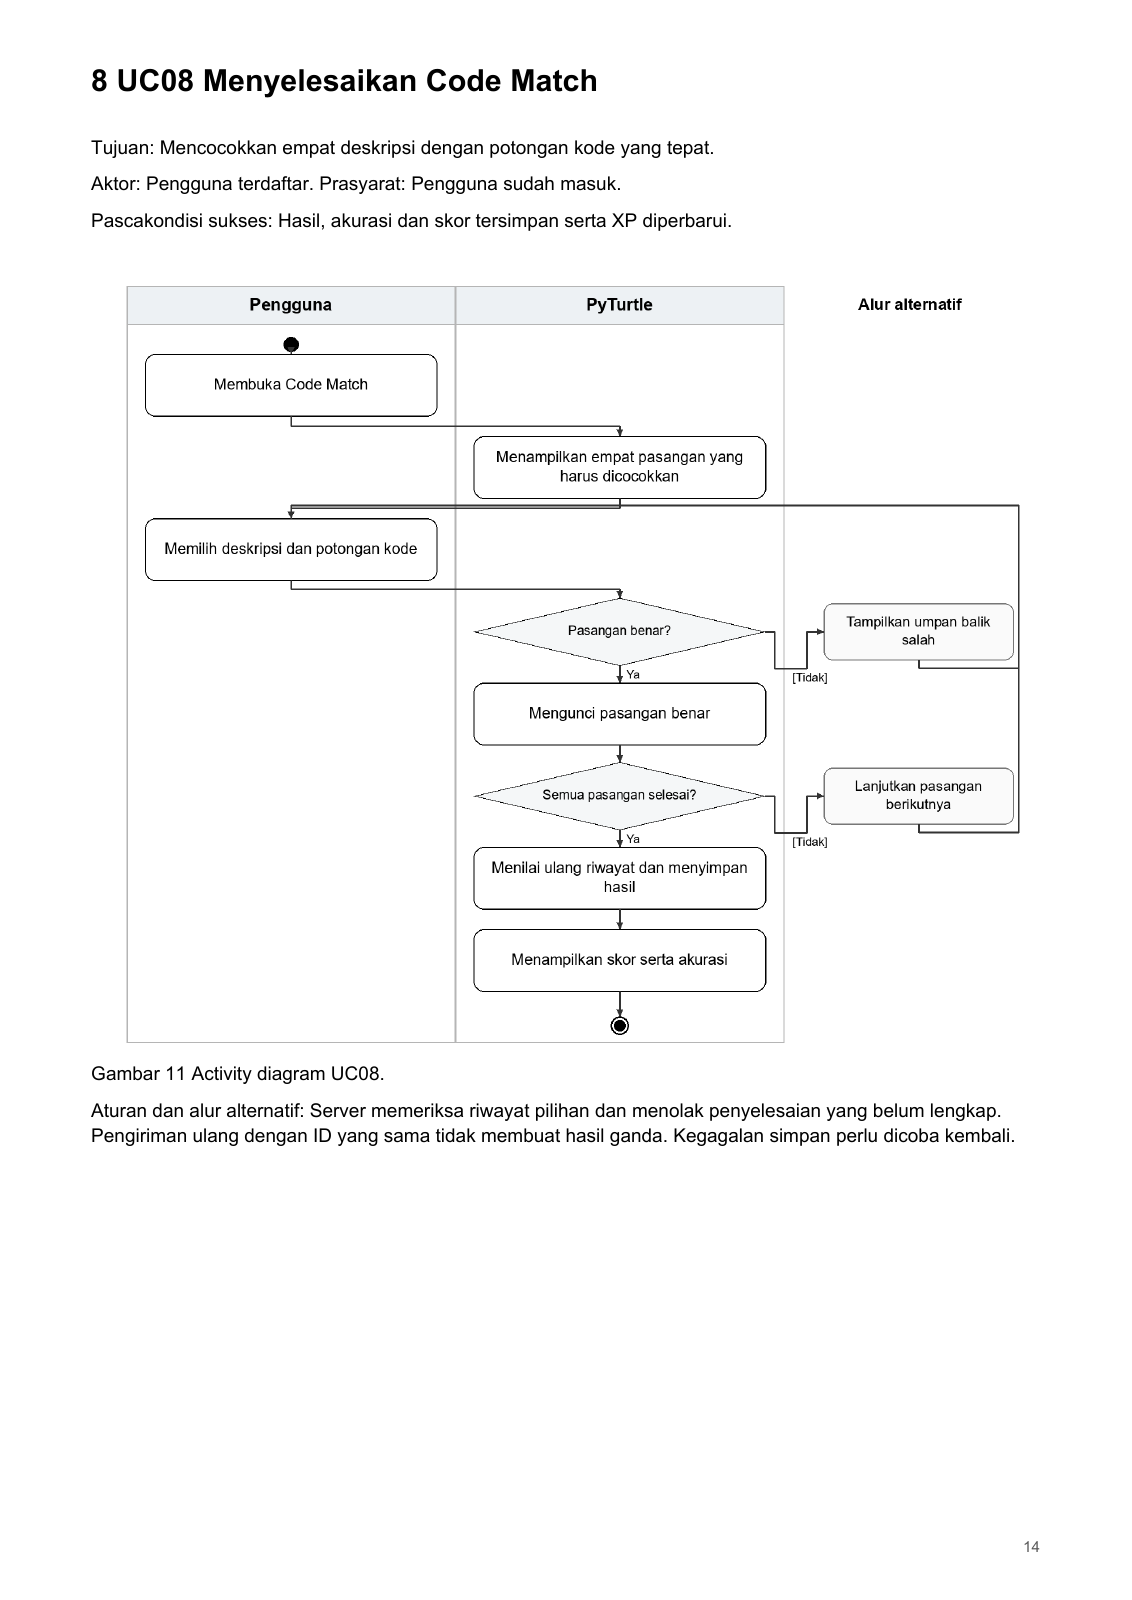 8 UC08 Menyelesaikan Code Match
Tujuan: Mencocokkan empat deskripsi dengan potongan kode yang tepat.
Aktor: Pengguna terdaftar. Prasyarat: Pengguna sudah masuk.
Pascakondisi sukses: Hasil, akurasi dan skor tersimpan serta XP diperbarui.
Pengguna
PyTurtle
Alur alternatif
Membuka Code Match
Menampilkan empat pasangan yang
harus dicocokkan
Memilih deskripsi dan potongan kode
Pasangan benar?
Tampilkan umpan balik
salah
[Tidak]
Ya
Mengunci pasangan benar
Semua pasangan selesai?
Lanjutkan pasangan
berikutnya
[Tidak]
Ya
Menilai ulang riwayat dan menyimpan
hasil
Menampilkan skor serta akurasi
Gambar 11 Activity diagram UC08.
Aturan dan alur alternatif: Server memeriksa riwayat pilihan dan menolak penyelesaian yang belum lengkap.
Pengiriman ulang dengan ID yang sama tidak membuat hasil ganda. Kegagalan simpan perlu dicoba kembali.
14